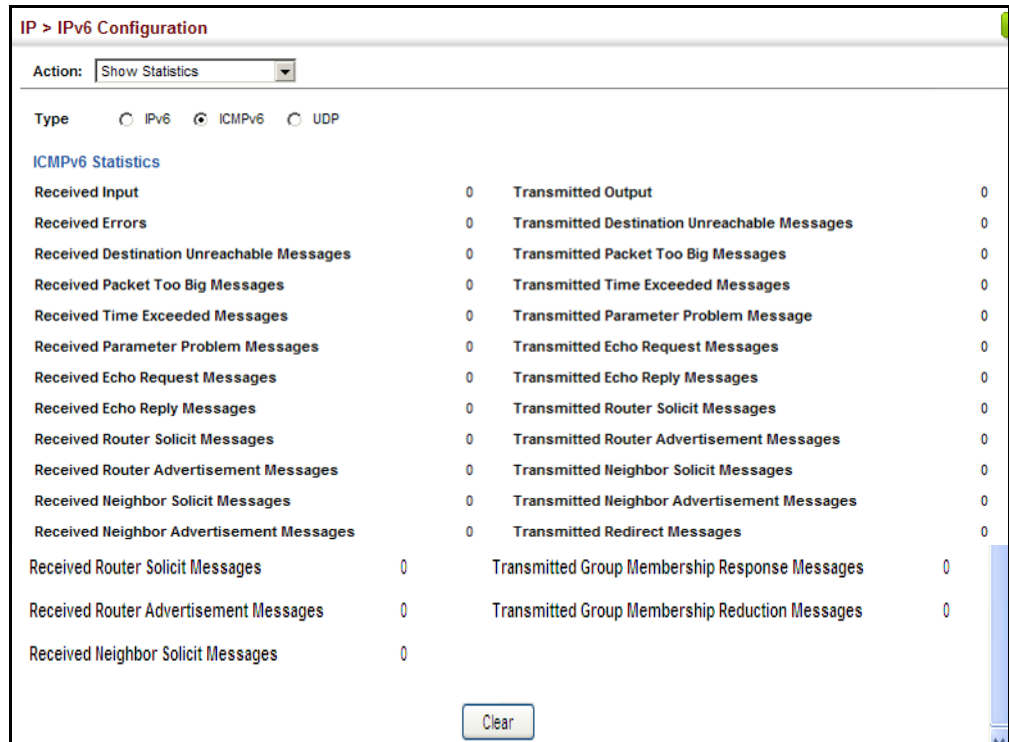 IP > IPv6 Configuration
Action: Show Statistics
Type IPv6 ICMPv6 UDP
ICMPv6 Statistics
Received Input 0 Transmitted Output 0
Received Errors 0 Transmitted Destination Unreachable Messages 0
Received Destination Unreachable Messages 0 Transmitted Packet Too Big Messages 0
Received Packet Too Big Messages 0 Transmitted Time Exceeded Messages 0
Received Time Exceeded Messages 0 Transmitted Parameter Problem Message 0
Received Parameter Problem Messages 0 Transmitted Echo Request Messages 0
Received Echo Request Messages 0 Transmitted Echo Reply Messages 0
Received Echo Reply Messages 0 Transmitted Router Solicit Messages 0
Received Router Solicit Messages 0 Transmitted Router Advertisement Messages 0
Received Router Advertisement Messages 0 Transmitted Neighbor Solicit Messages 0
Received Neighbor Solicit Messages 0 Transmitted Neighbor Advertisement Messages 0
Received Neighbor Advertisement Messages 0 Transmitted Redirect Messages 0
Received Router Solicit Messages 0 Transmitted Group Membership Response Messages 0
Received Router Advertisement Messages 0 Transmitted Group Membership Reduction Messages 0
Received Neighbor Solicit Messages 0
Clear